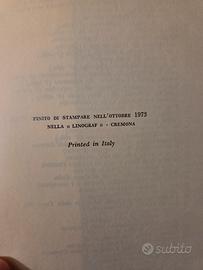 FINITO DI STAMPARE NELL'OTTOBRE 1973
NELLA « LINOGRAF » - CREMONA
Printed in Italy
subito